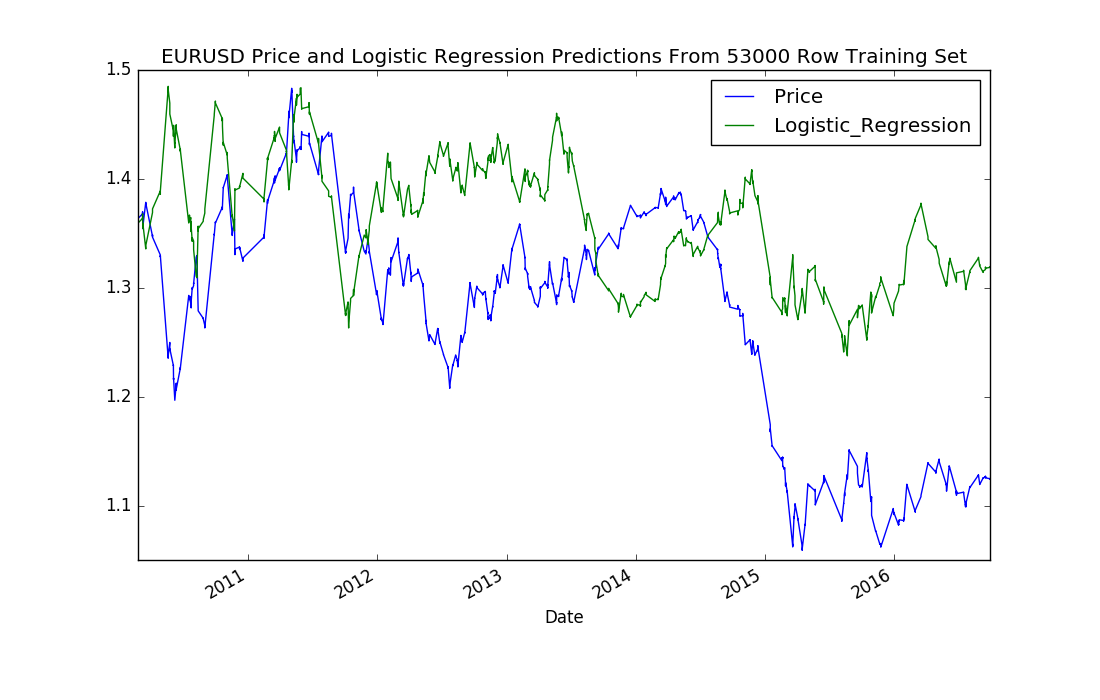 EURUSD Price and Logistic Regression Predictions From 53000 Row Training Set
Price
Logistic_Regression
1.5
1.4
1.3
1.2
1.1
2011
2012
2013
2014
2015
2016
Date